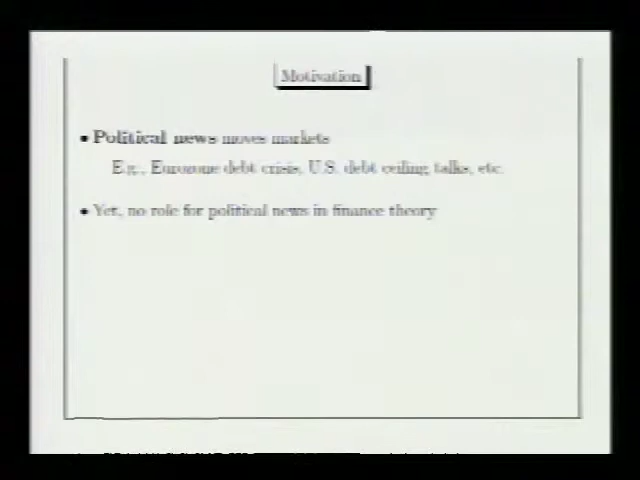 Motivation
• Political news moves markets
E.g., Eurozone debt crisis, U.S. debt ceiling talks, etc.
• Yet, no role for political news in finance theory